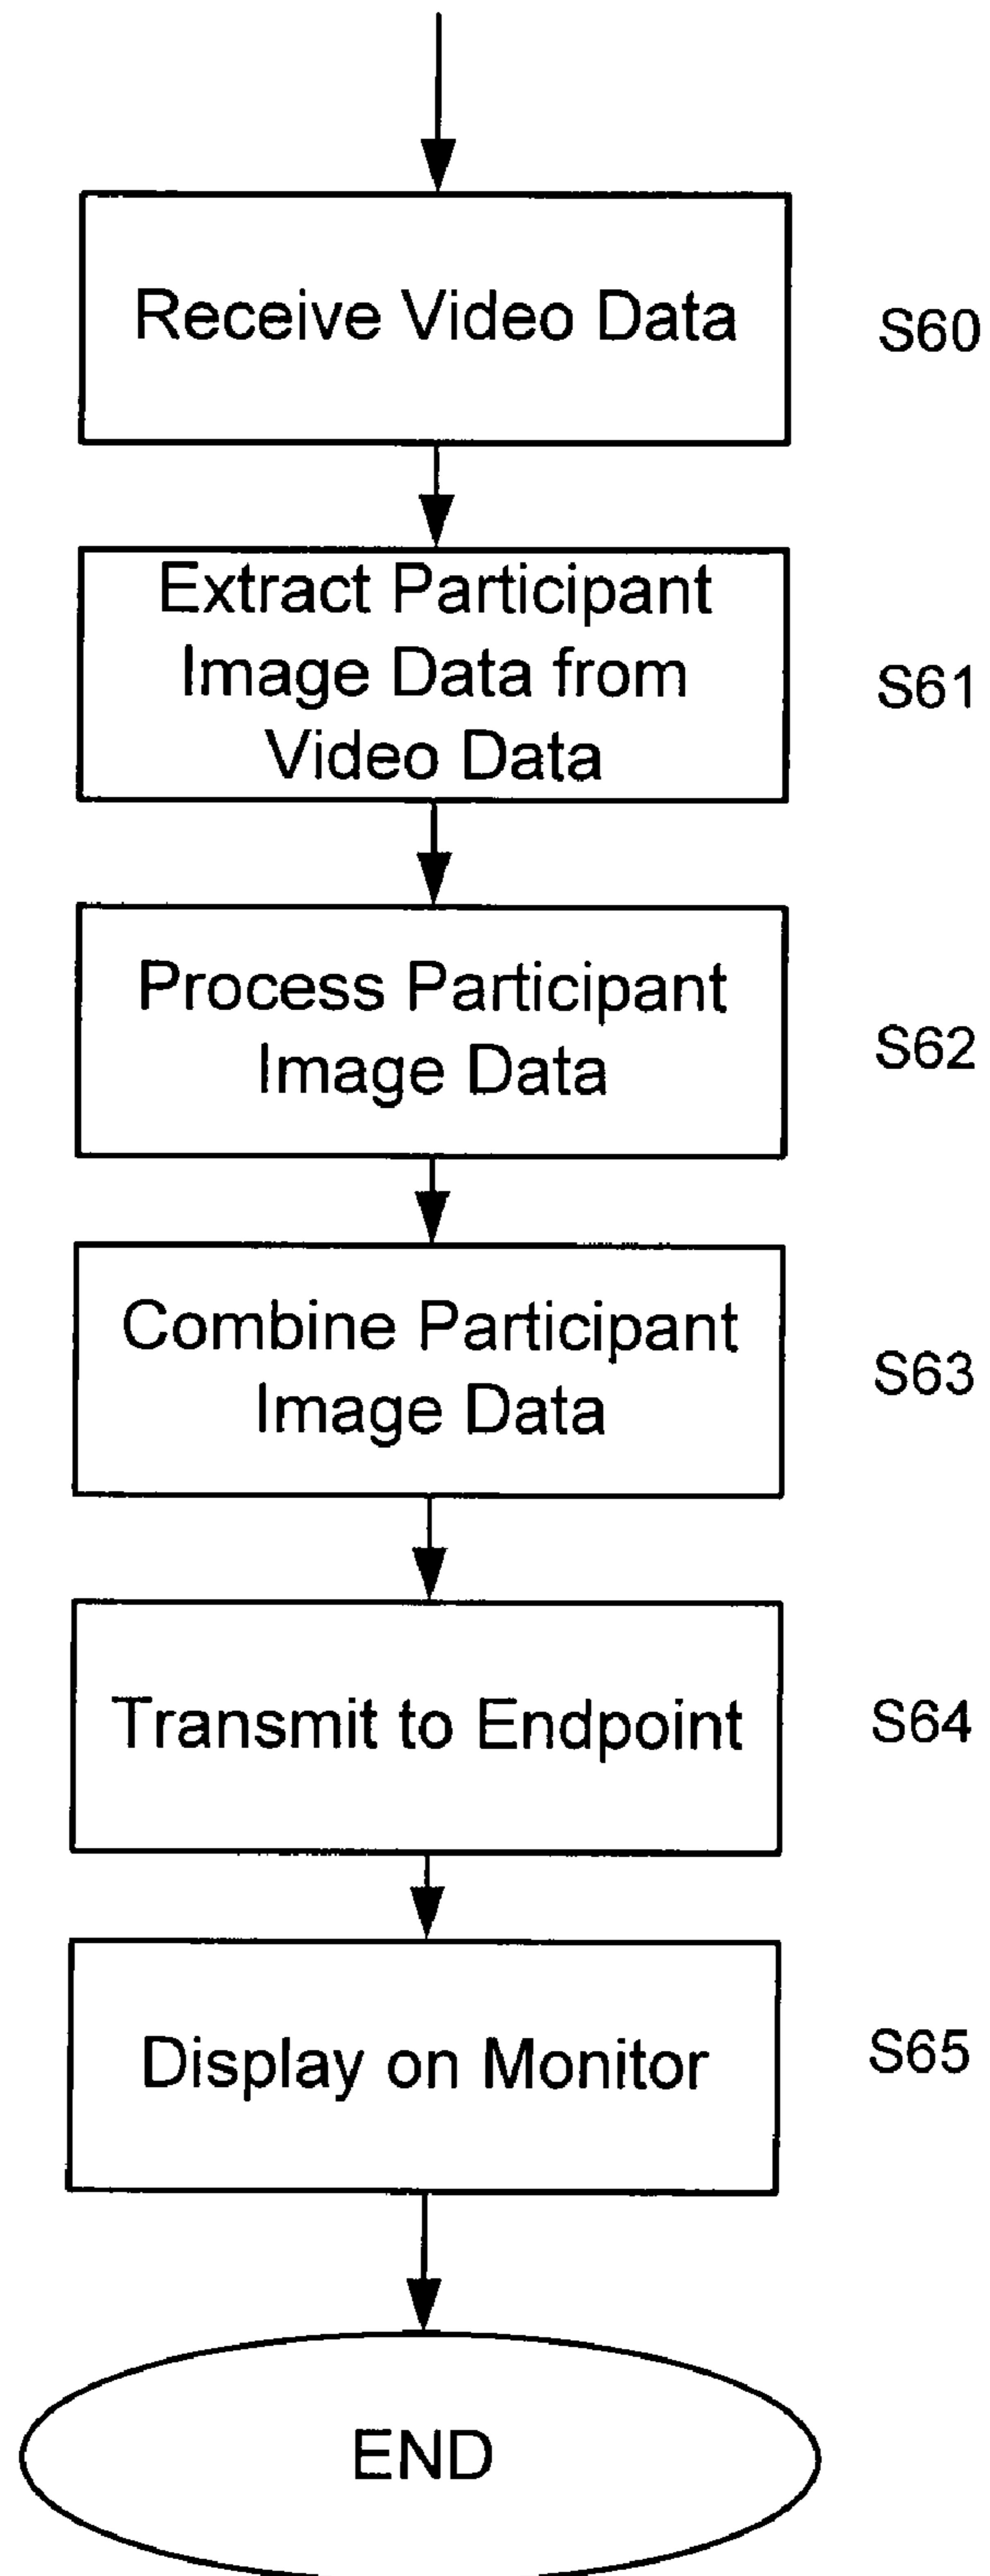 Receive Video Data
S60
Extract Participant
Image Data from
Video Data
S61
Process Participant
Image Data
S62
Combine Participant
Image Data
S63
Transmit to Endpoint
S64
Display on Monitor
S65
END